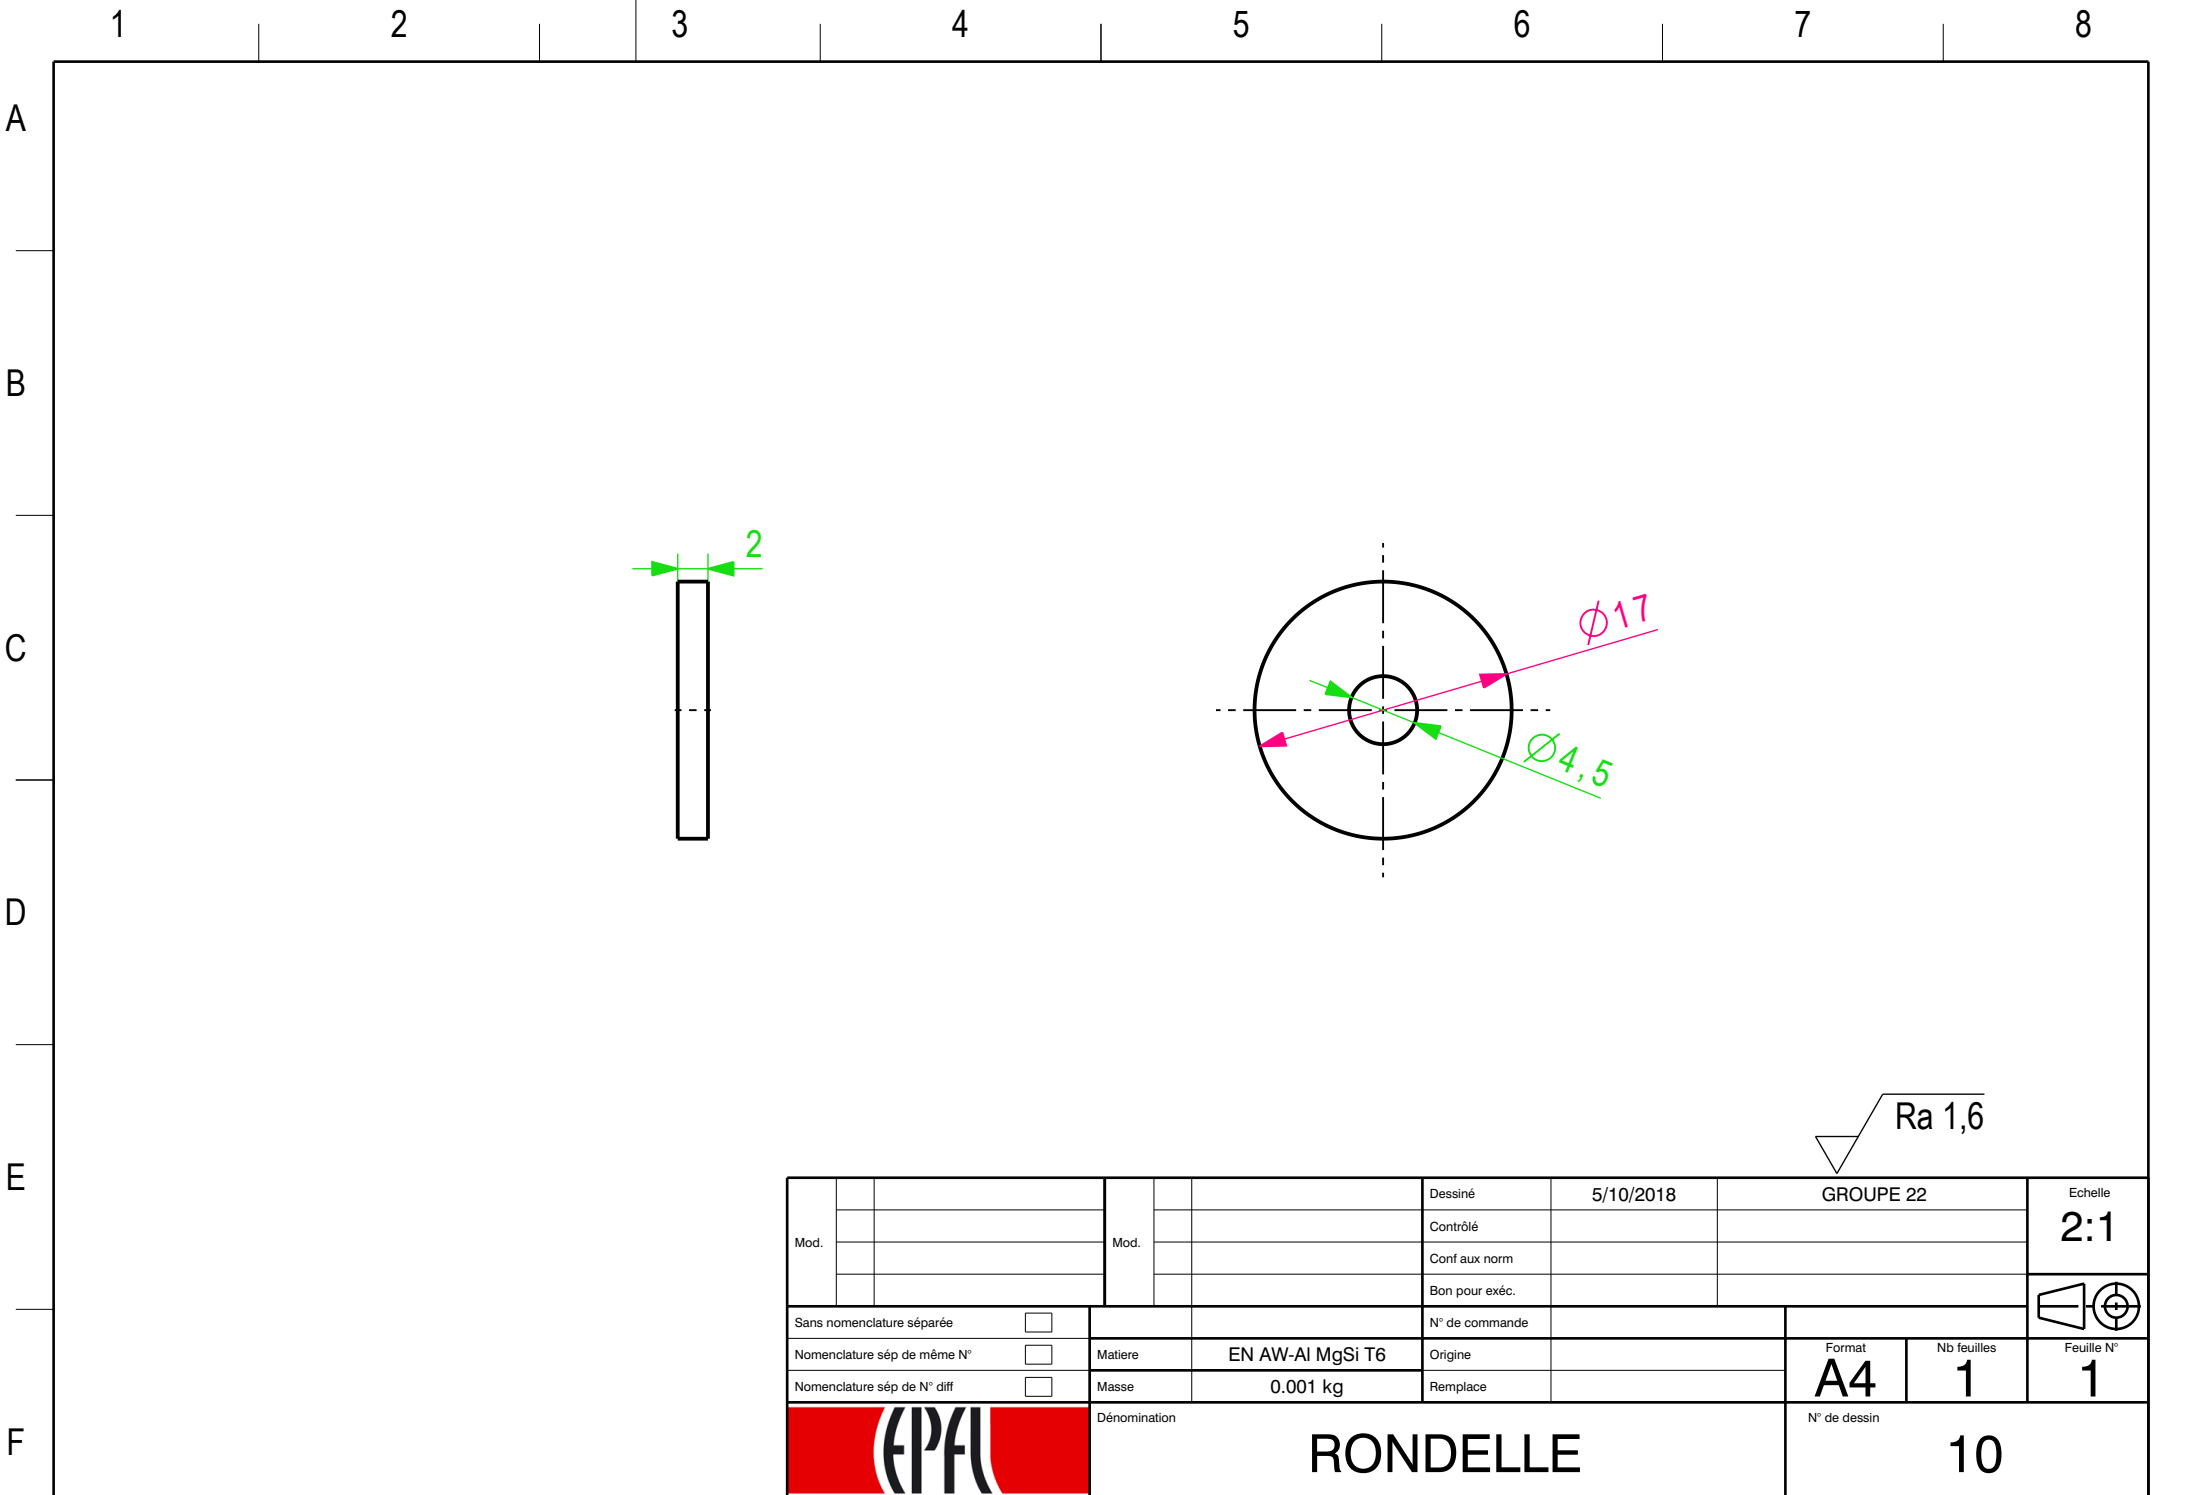 1 2 3 4 5 6 7 8
A
B
C
D
E
F
2
⌀17
⌀4,5
Ra 1,6
Mod.
Mod.
Dessiné 5/10/2018 GROUPE 22
Contrôlé
Conf aux norm
Bon pour exéc.
Echelle
2:1
Sans nomenclature séparée
Nomenclature sép de même N°
Nomenclature sép de N° diff
N° de commande
Matiere EN AW-Al MgSi T6
Origine
Masse 0.001 kg
Remplace
Format
A4
Nb feuilles
1
Feuille N°
1
EPFL
Dénomination
RONDELLE
N° de dessin
10